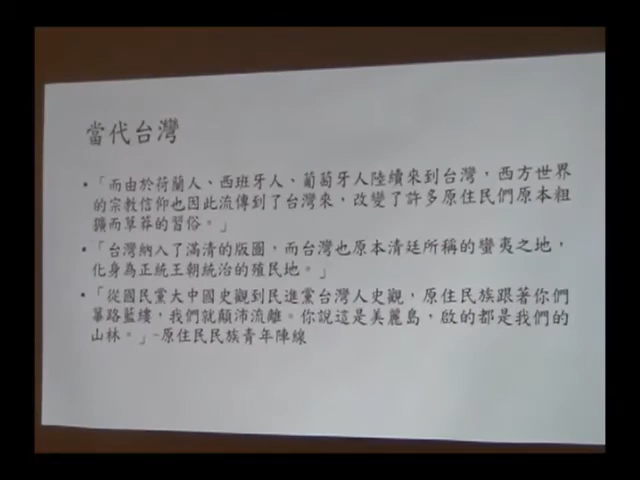 當代台灣
•「而由於荷蘭人、西班牙人、葡萄牙人陸續來到台灣，西方世界
的宗教信仰也因此流傳到了台灣來，改變了許多原住民們原本粗
獷而草莽的習俗。」
•「台灣納入了滿清的版圖，而台灣也原本清廷所稱的蠻夷之地，
化身為正統王朝統治的殖民地。」
•「從國民黨大中國史觀到民進黨台灣人史觀，原住民族跟著你們
篳路藍縷，我們就顛沛流離。你說這是美麗島，啟的都是我們的
山林。」-原住民民族青年陣線